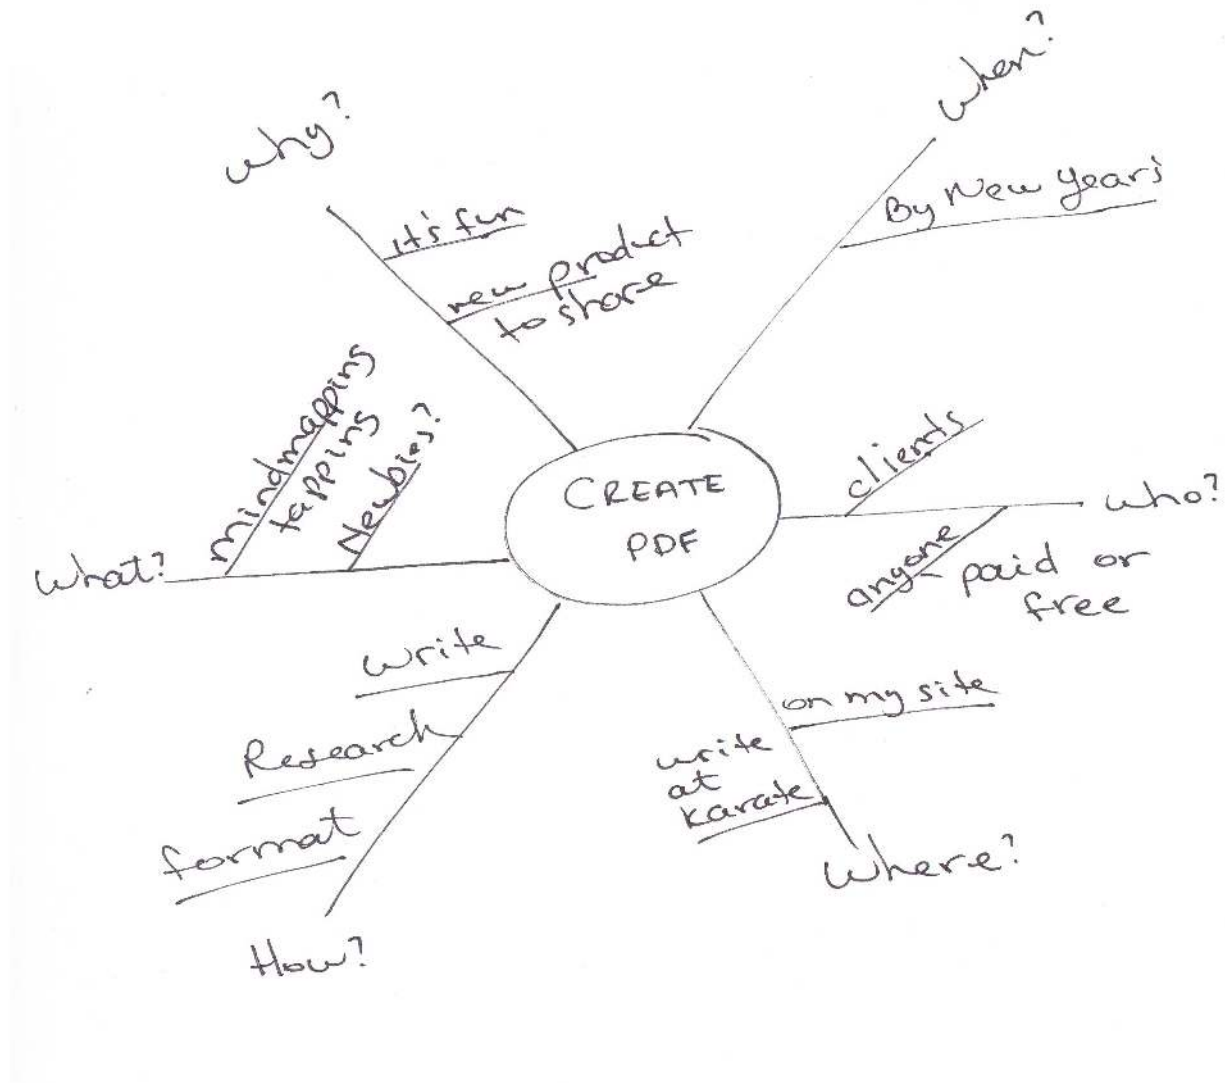 Why?
it's fun
new product
to share
When?
By New Years
CREATE
PDF
clients
who?
anyone - paid or
free
What?
Mindmapping
tapping
Newbies?
write
Research
format
How?
on my site
write
at
karate
Where?